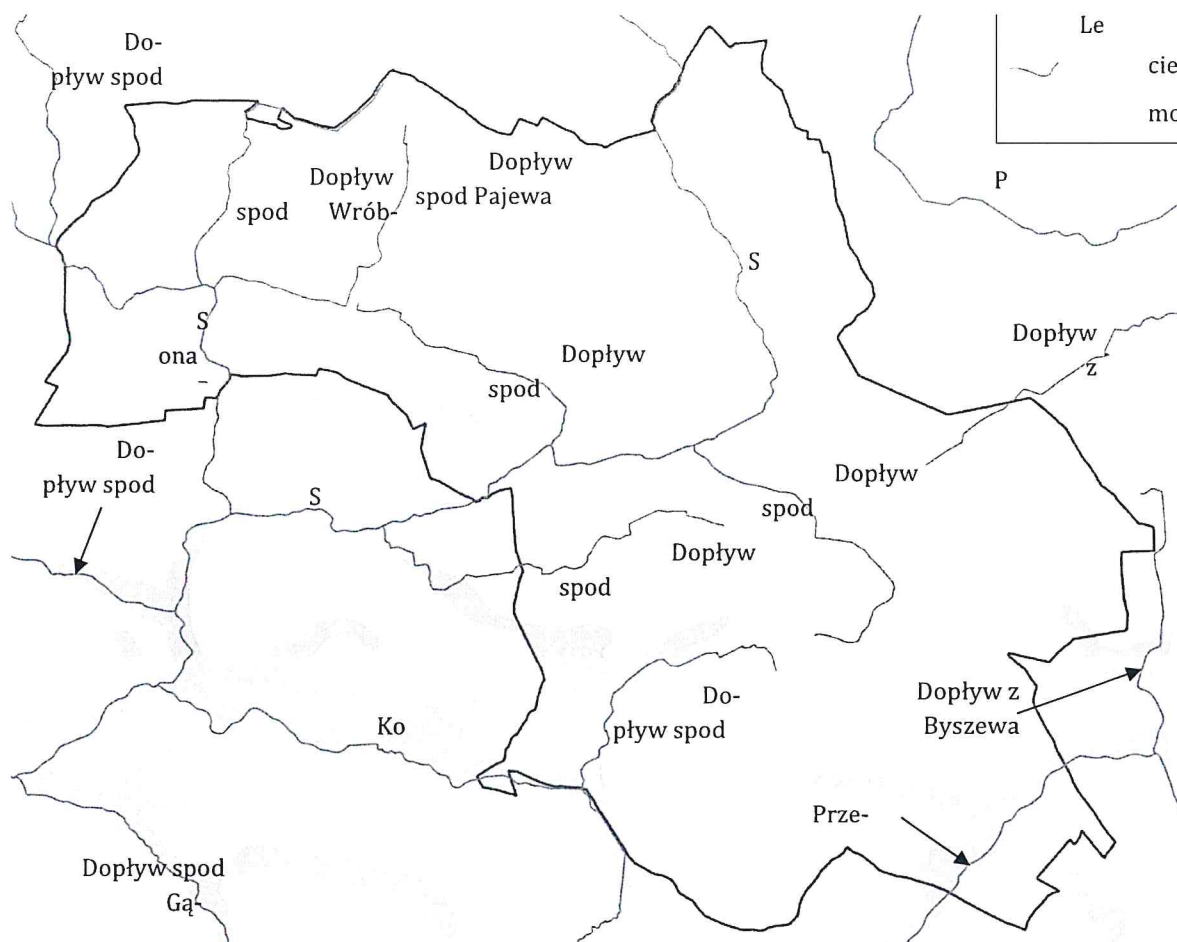 Do-
pływ spod
Le
cie
mo
Dopływ
spod
Wrób-
Dopływ
spod Pajewa
P
S
S
ona
–
Dopływ
spod
Dopływ
z
Dopływ
spod
Do-
pływ spod
S
Dopływ
spod
Do-
pływ spod
Dopływ z
Byszewa
Ko
Prze-
Dopływ spod
Gą-